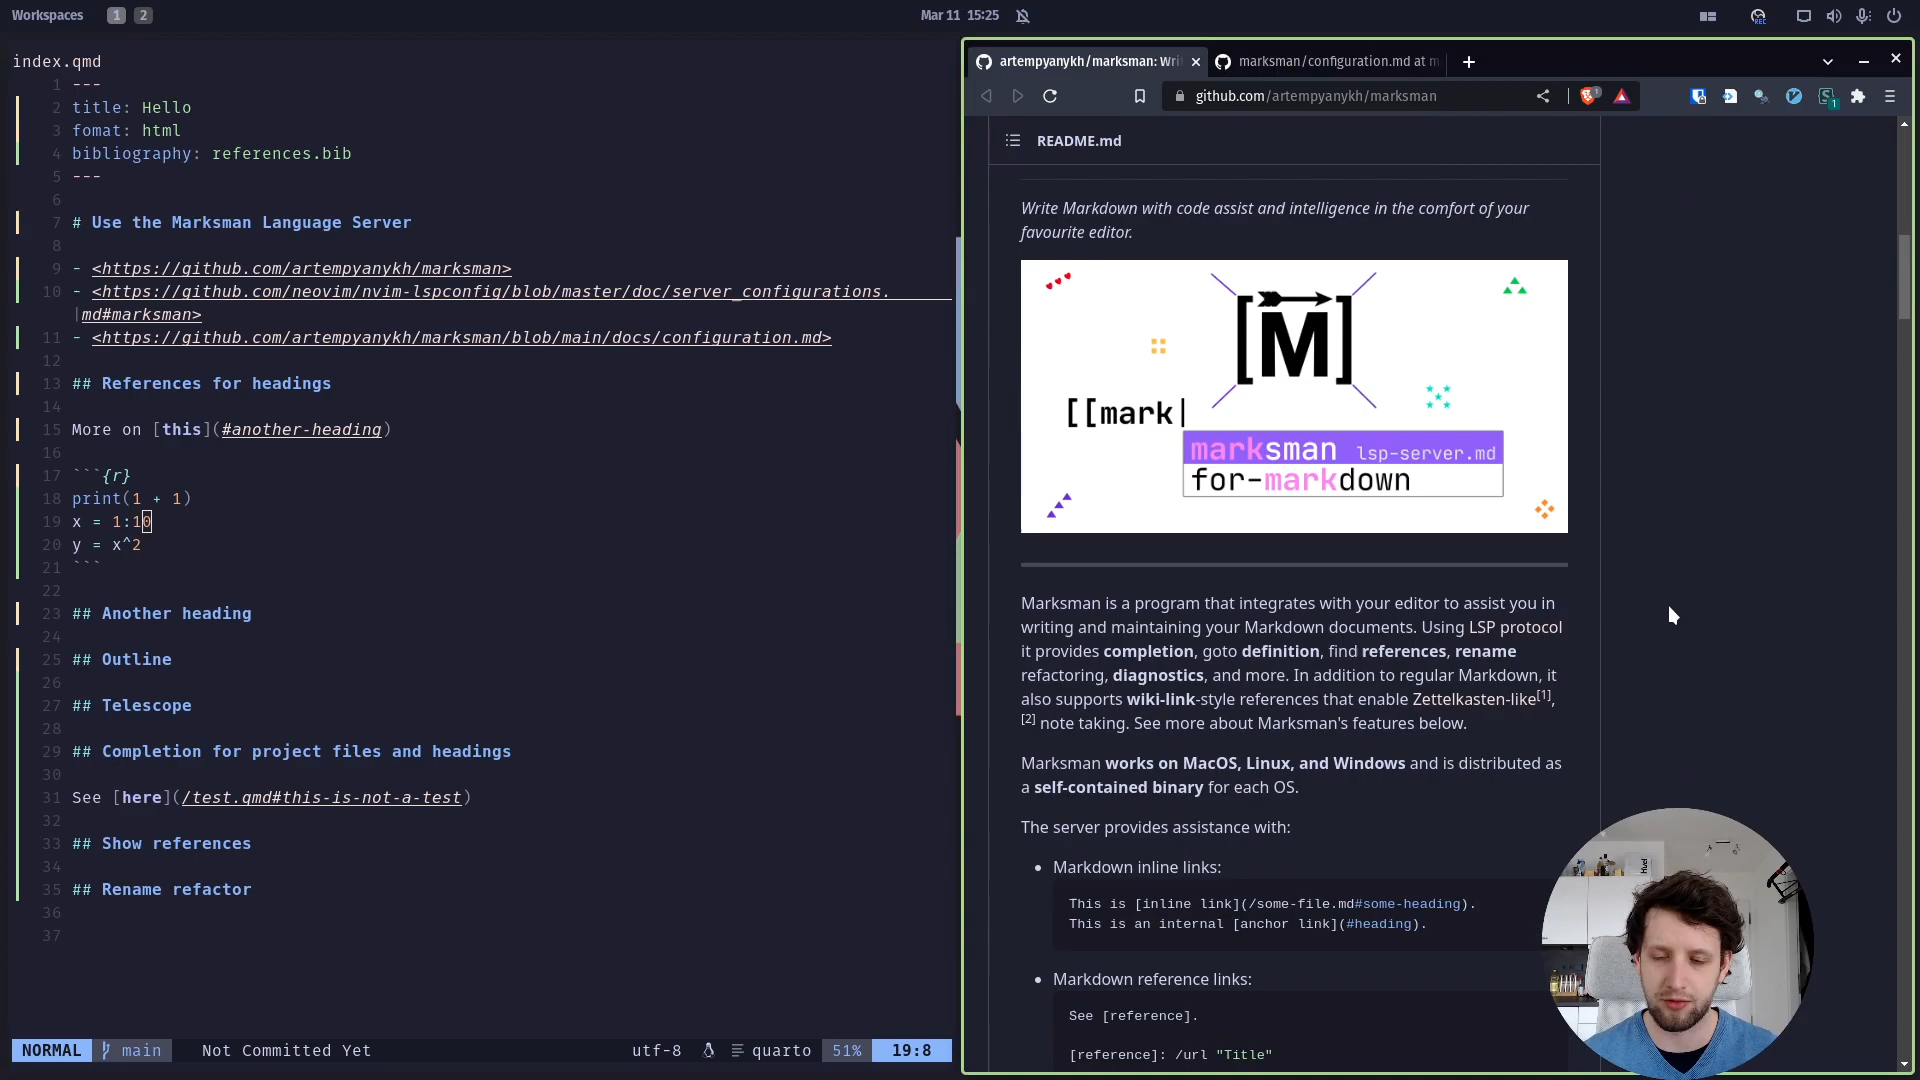 Workspaces 1 2
Mar 11 15:25
index.qmd
1 ---
2 title: Hello
3 fomat: html
4 bibliography: references.bib
5 ---
6
7 # Use the Marksman Language Server
8
9 - <https://github.com/artempyanykh/marksman>
10 - <https://github.com/neovim/nvim-lspconfig/blob/master/doc/server_configurations.
md#marksman>
11 - <https://github.com/artempyanykh/marksman/blob/main/docs/configuration.md>
12
13 ## References for headings
14
15 More on [this](#another-heading)
16
17 ```{r}
18 print(1 + 1)
19 x = 1:10
20 y = x^2
21 ```
22
23 ## Another heading
24
25 ## Outline
26
27 ## Telescope
28
29 ## Completion for project files and headings
30
31 See [here](/test.qmd#this-is-not-a-test)
32
33 ## Show references
34
35 ## Rename refactor
36
37
NORMAL main Not Committed Yet utf-8 quarto 51% 19:8
artempyanykh/marksman: Wri
marksman/configuration.md at m
github.com/artempyanykh/marksman
1
1
README.md
Write Markdown with code assist and intelligence in the comfort of your
favourite editor.
[M]
[[mark|
marksman lsp-server.md
for-markdown
Marksman is a program that integrates with your editor to assist you in
writing and maintaining your Markdown documents. Using LSP protocol
it provides completion, goto definition, find references, rename
refactoring, diagnostics, and more. In addition to regular Markdown, it
also supports wiki-link-style references that enable Zettelkasten-like[1],
[2] note taking. See more about Marksman's features below.
Marksman works on MacOS, Linux, and Windows and is distributed as
a self-contained binary for each OS.
The server provides assistance with:
• Markdown inline links:
This is [inline link](/some-file.md#some-heading).
This is an internal [anchor link](#heading).
• Markdown reference links:
See [reference].
[reference]: /url "Title"